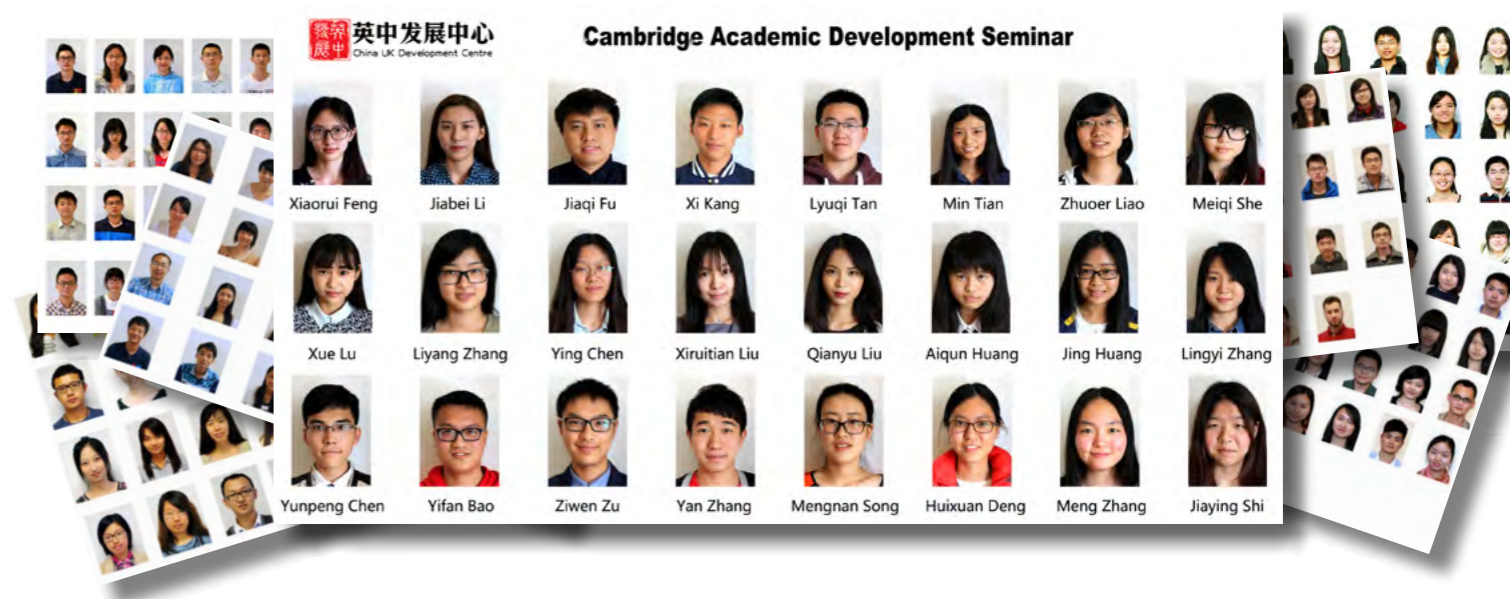 英中发展中心
China UK Development Centre
Cambridge Academic Development Seminar
Xiaorui Feng Jiabei Li Jiaqi Fu Xi Kang Lyuqi Tan Min Tian Zhuoer Liao Meiqi She
Xue Lu Liyang Zhang Ying Chen Xiruitian Liu Qianyu Liu Aiqun Huang Jing Huang Lingyi Zhang
Yunpeng Chen Yifan Bao Ziwen Zu Yan Zhang Mengnan Song Huixuan Deng Meng Zhang Jiaying Shi